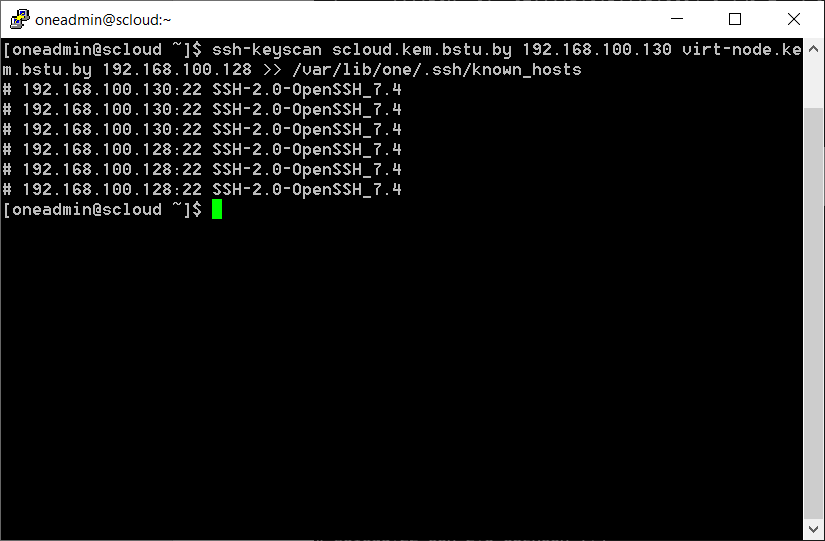 oneadmin@scloud:~
[oneadmin@scloud ~]$ ssh-keyscan scloud.kem.bstu.by 192.168.100.130 virt-node.ke
m.bstu.by 192.168.100.128 >> /var/lib/one/.ssh/known_hosts
# 192.168.100.130:22 SSH-2.0-OpenSSH_7.4
# 192.168.100.130:22 SSH-2.0-OpenSSH_7.4
# 192.168.100.130:22 SSH-2.0-OpenSSH_7.4
# 192.168.100.128:22 SSH-2.0-OpenSSH_7.4
# 192.168.100.128:22 SSH-2.0-OpenSSH_7.4
# 192.168.100.128:22 SSH-2.0-OpenSSH_7.4
[oneadmin@scloud ~]$